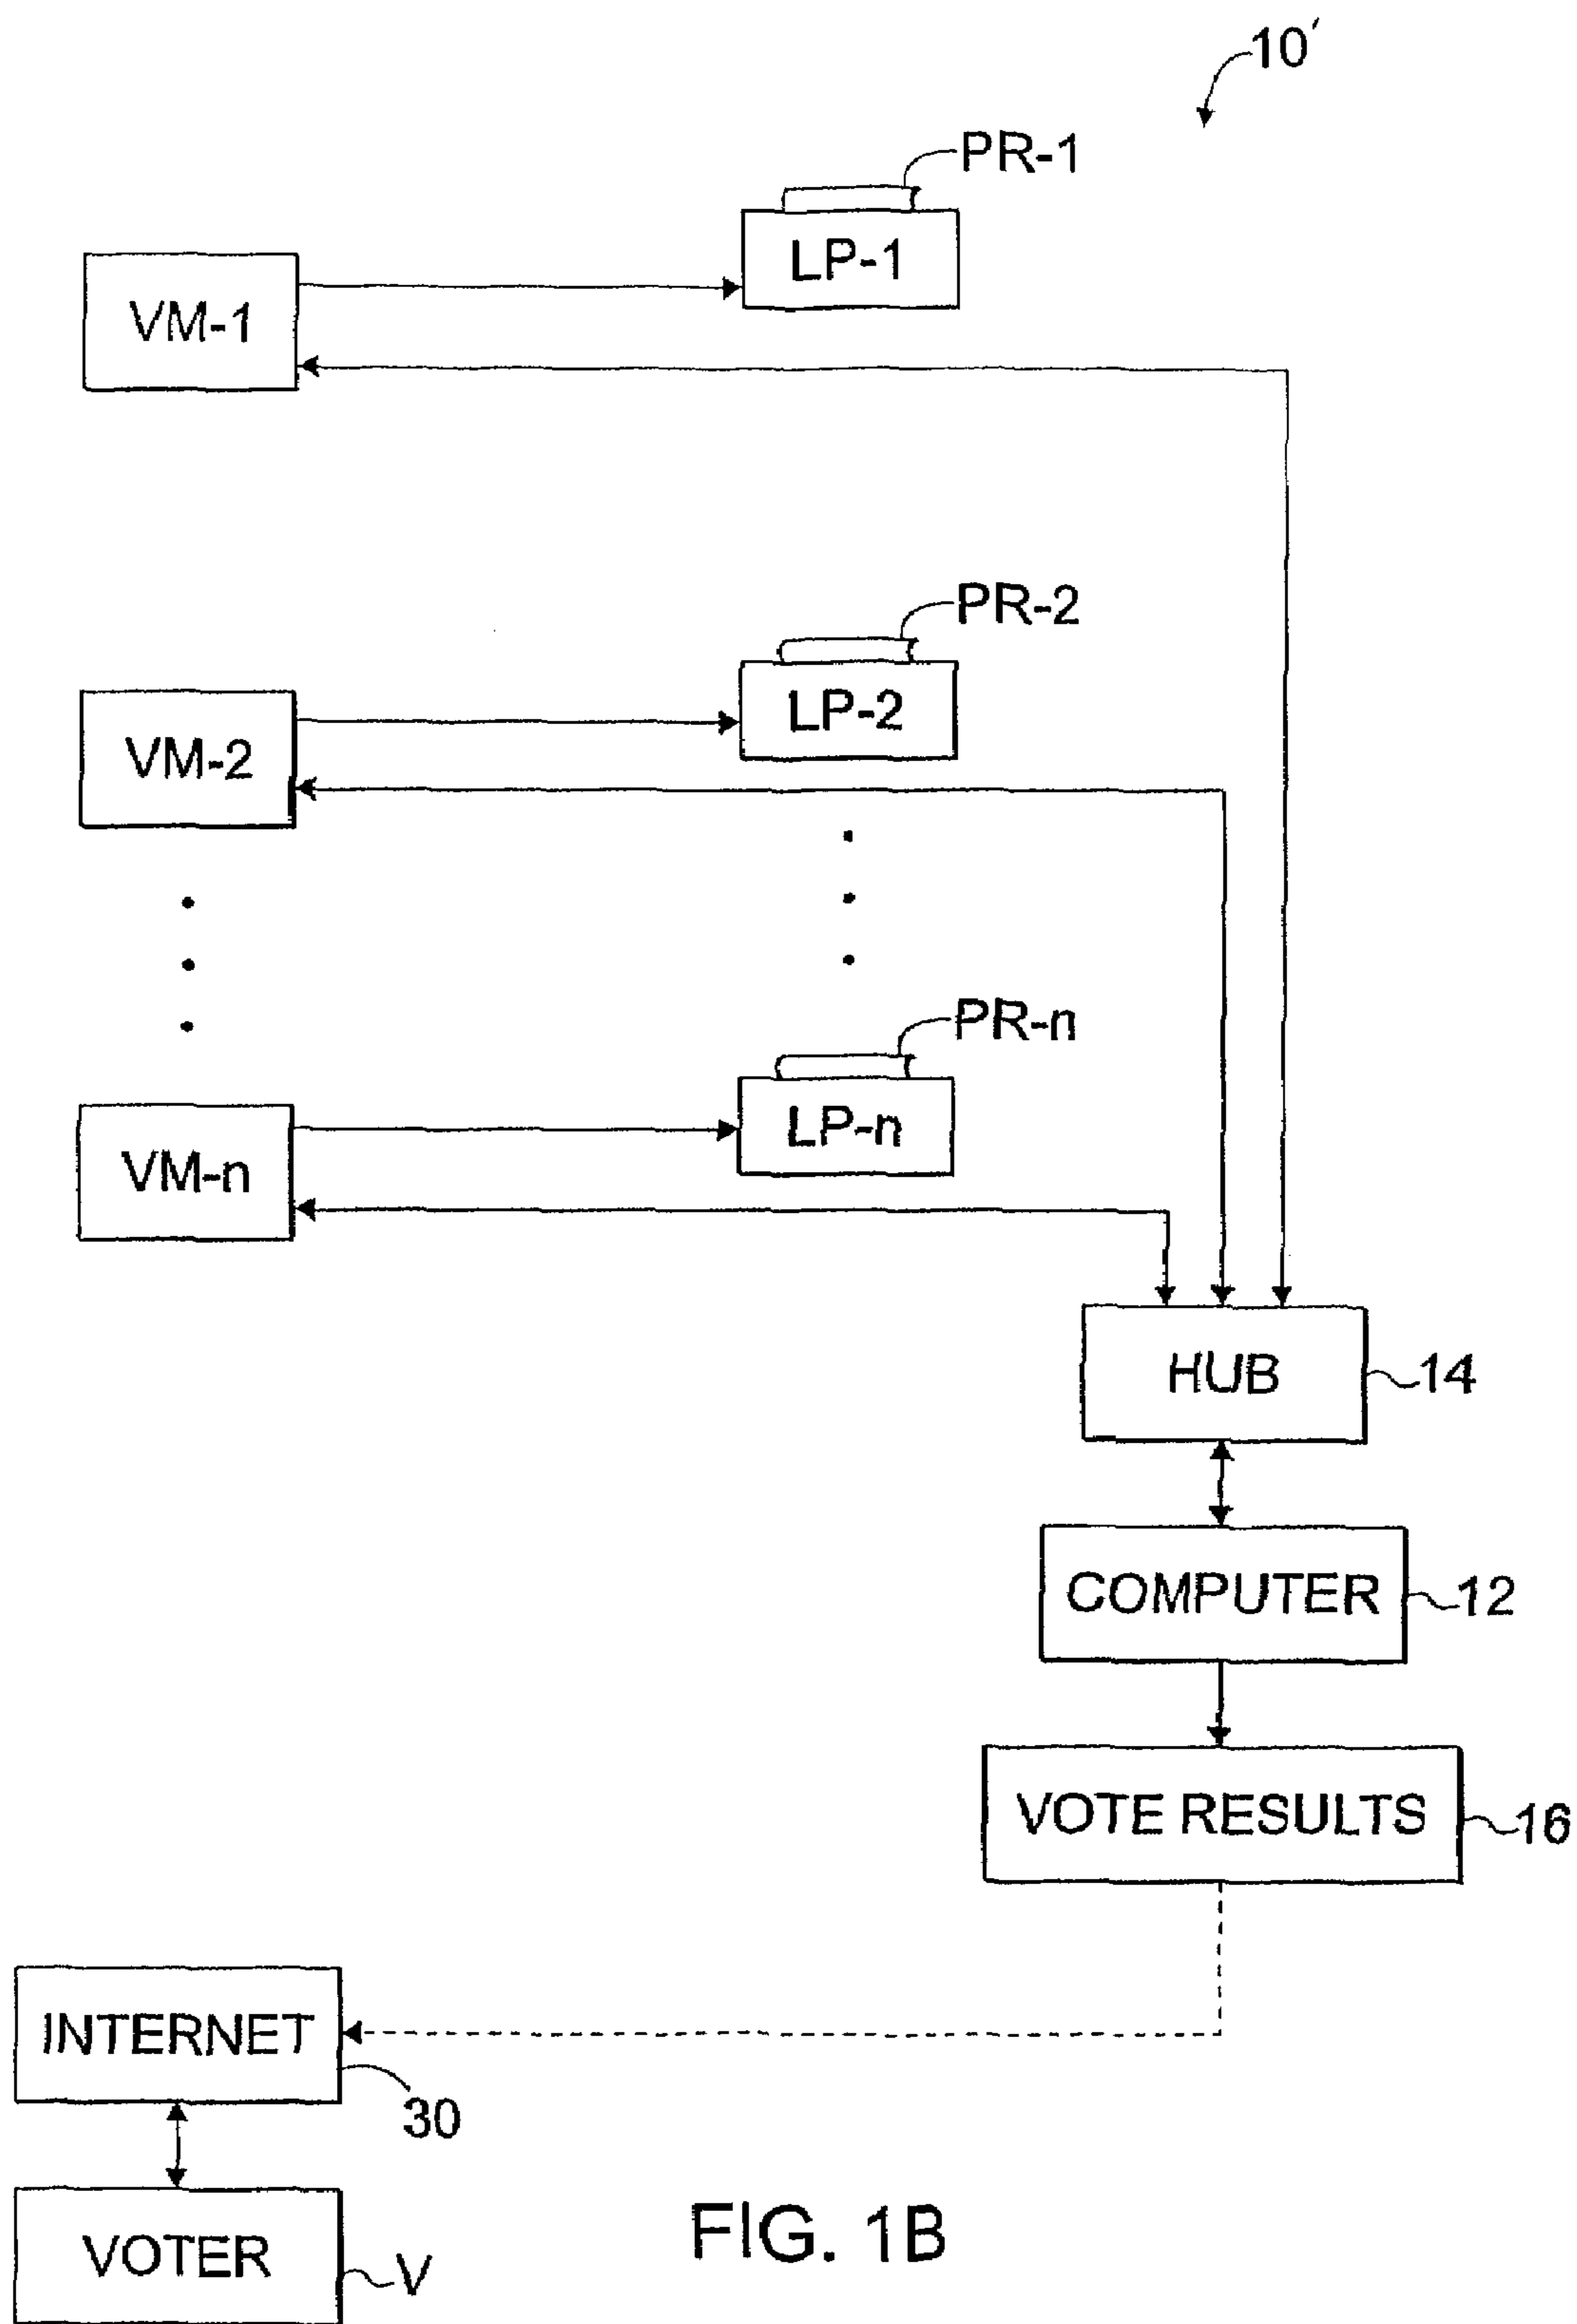 10'
PR-1
LP-1
VM-1
PR-2
LP-2
VM-2
PR-n
LP-n
VM-n
HUB
14
COMPUTER
12
VOTE RESULTS
16
INTERNET
30
VOTER
V
FIG. 1B